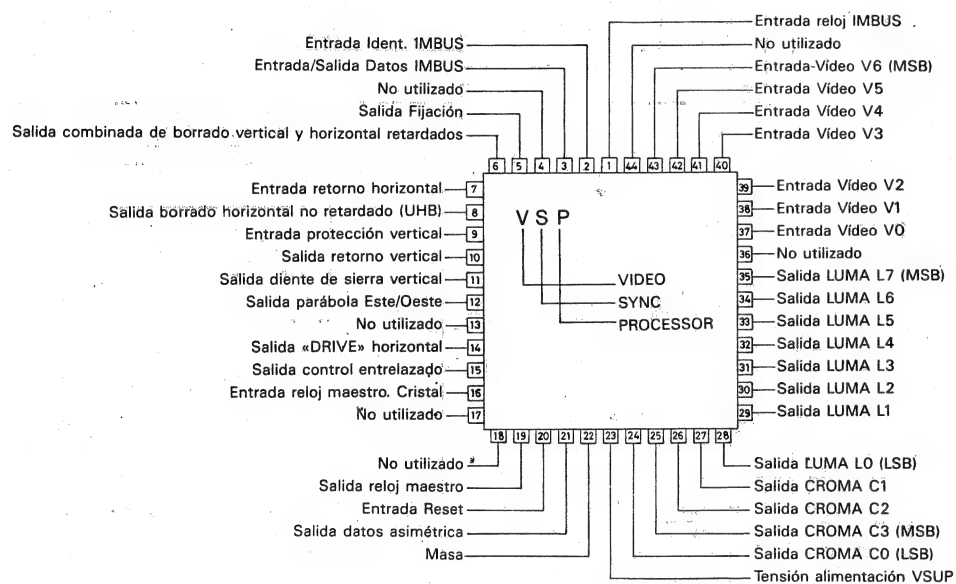 Entrada reloj IMBUS
Entrada Ident. 1MBUS
No utilizado
Entrada/Salida Datos IMBUS
Entrada-Vídeo V6 (MSB)
No utilizado
Entrada Vídeo V5
Salida Fijación
Entrada Vídeo V4
Salida combinada de borrado vertical y horizontal retardados
Entrada Vídeo V3
6 5 4 3 2 1 44 43 42 41 40
Entrada retorno horizontal 7
Salida borrado horizontal no retardado (UHB) 8
Entrada protección vertical 9
Salida retorno vertical 10
Salida diente de sierra vertical 11
Salida parábola Este/Oeste 12
No utilizado 13
Salida «DRIVE» horizontal 14
Salida control entrelazado 15
Entrada reloj maestro. Cristal 16
No utilizado 17
V S P
VIDEO
SYNC
PROCESSOR
39 Entrada Vídeo V2
38 Entrada Vídeo V1
37 Entrada Vídeo V0
36 No utilizado
35 Salida LUMA L7 (MSB)
34 Salida LUMA L6
33 Salida LUMA L5
32 Salida LUMA L4
31 Salida LUMA L3
30 Salida LUMA L2
29 Salida LUMA L1
18 19 20 21 22 23 24 25 26 27 28
No utilizado
Salida reloj maestro
Entrada Reset
Salida datos asimétrica
Masa
Salida LUMA L0 (LSB)
Salida CROMA C1
Salida CROMA C2
Salida CROMA C3 (MSB)
Salida CROMA C0 (LSB)
Tensión alimentación VSUP